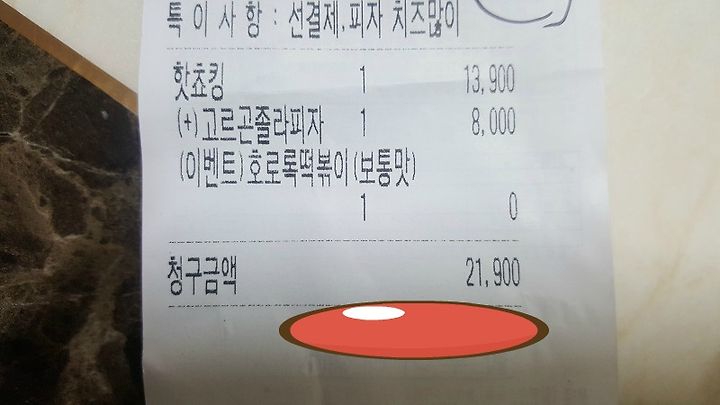 특 이 사 항 : 선결제.피자 치즈많이
핫쵸킹 1 13,900
(+)고르곤졸라피자 1 8,000
(이벤트)호로록떡볶이(보통맛)
1 0
청구금액 21,900